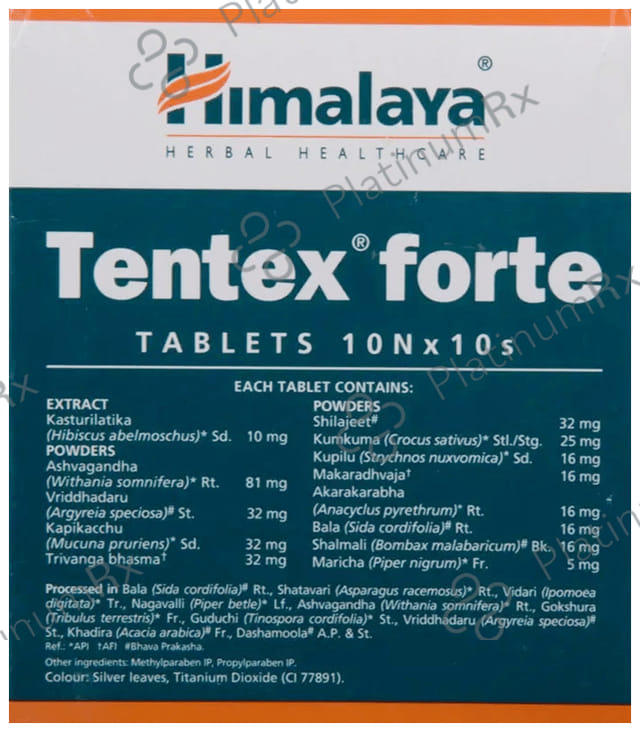 Himalaya®
HERBAL HEALTHCARE
Tentex® forte
TABLETS 10Nx10s
EACH TABLET CONTAINS:
EXTRACT
Kasturilatika
(Hibiscus abelmoschus)* Sd. 10 mg
POWDERS
Ashvagandha
(Withania somnifera)* Rt. 81 mg
Vriddhadaru
(Argyreia speciosa)# St. 32 mg
Kapikacchu
(Mucuna pruriens)* Sd. 32 mg
Trivanga bhasma† 32 mg
POWDERS
Shilajeet# 32 mg
Kumkuma (Crocus sativus)* Stl./Stg. 25 mg
Kupilu (Strychnos nuxvomica)* Sd. 16 mg
Makaradhvaja† 16 mg
Akarakarabha
(Anacyclus pyrethrum)* Rt. 16 mg
Bala (Sida cordifolia)# Rt. 16 mg
Shalmali (Bombax malabaricum)# Bk. 16 mg
Maricha (Piper nigrum)* Fr. 5 mg
Processed in Bala (Sida cordifolia)# Rt., Shatavari (Asparagus racemosus)* Rt., Vidari (Ipomoea
digitata)* Tr., Nagavalli (Piper betle)* Lf., Ashvagandha (Withania somnifera)* Rt., Gokshura
(Tribulus terrestris)* Fr., Guduchi (Tinospora cordifolia)* St., Vriddhadaru (Argyreia speciosa)#
St., Khadira (Acacia arabica)# Fr., Dashamoola# A.P. & St.
Ref.: *API †AFI #Bhava Prakasha.
Other ingredients: Methylparaben IP, Propylparaben IP.
Colour: Silver leaves, Titanium Dioxide (CI 77891).
PlatinumRx
PlatinumRx
PlatinumRx